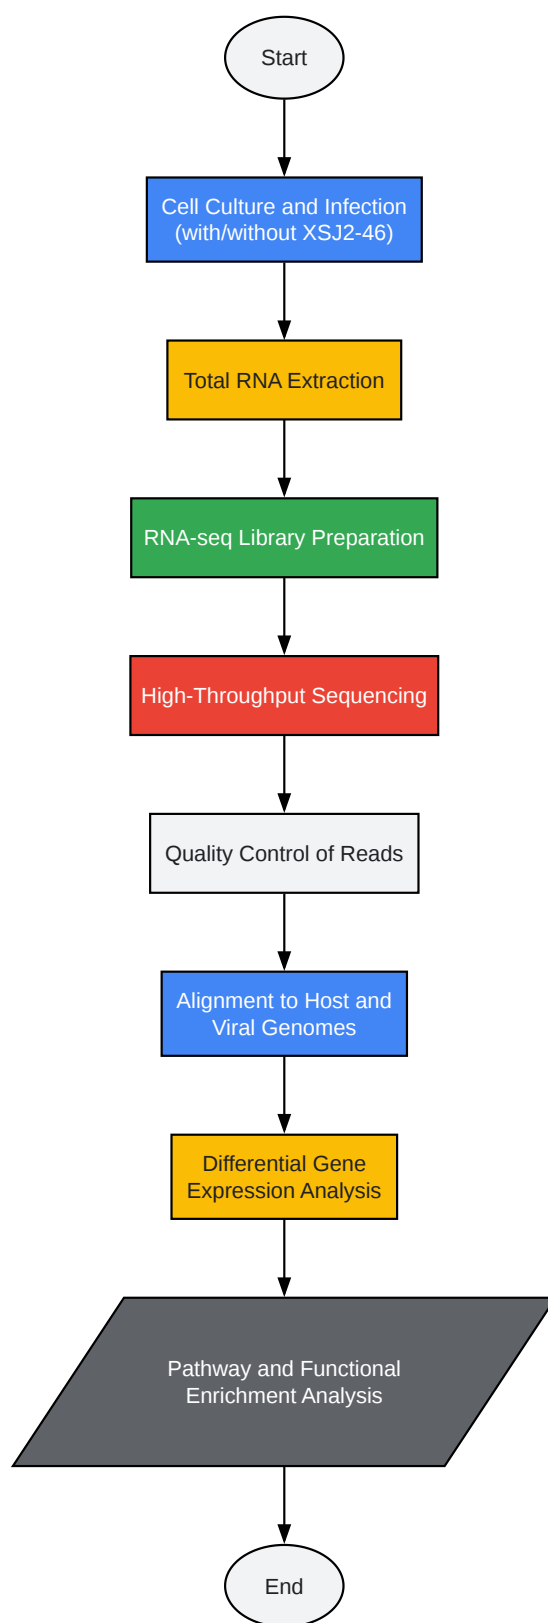 Start
Cell Culture and Infection
(with/without XSJ2-46)
Total RNA Extraction
RNA-seq Library Preparation
High-Throughput Sequencing
Quality Control of Reads
Alignment to Host and
Viral Genomes
Differential Gene
Expression Analysis
Pathway and Functional
Enrichment Analysis
End